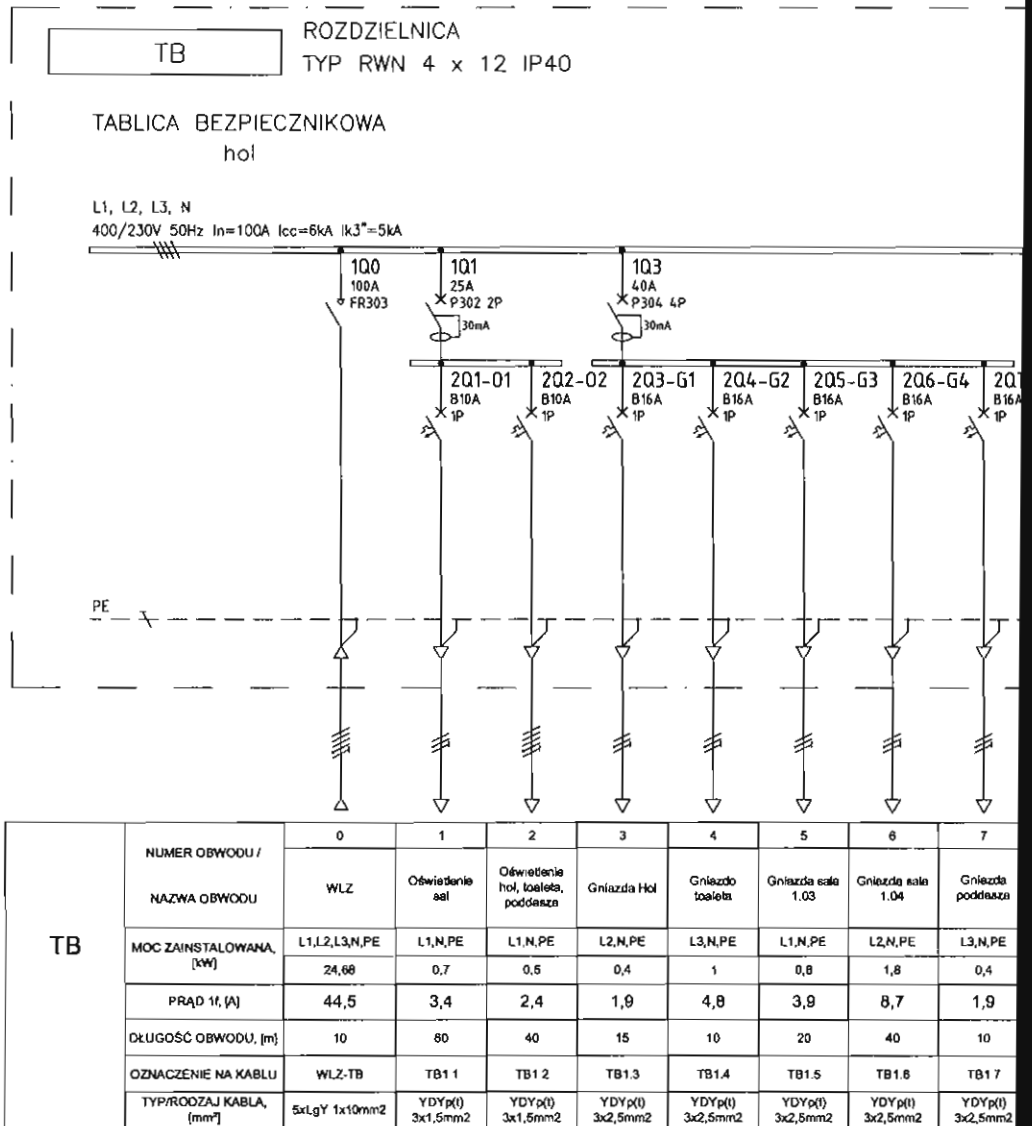 TB
ROZDZIELNICA
TYP RWN 4 x 12 IP40
TABLICA BEZPIECZNIKOWA
hol
L1, L2, L3, N
400/230V 50Hz In=100A Icc=6kA Ik3"=5kA
1Q0
100A
FR303
1Q1
25A
P302 2P
30mA
1Q3
40A
P304 4P
30mA
2Q1-O1
B10A
1P
2Q2-O2
B10A
1P
2Q3-G1
B16A
1P
2Q4-G2
B16A
1P
2Q5-G3
B16A
1P
2Q6-G4
B16A
1P
B16A
1P
PE
TB
NUMER OBWODU / 0 1 2 3 4 5 6 7
NAZWA OBWODU WLZ Oświetlenie sal Oświetlenie hol, toaleta, poddasza Gniazda Hol Gniazdo toaleta Gniazda sala 1.03 Gniazda sala 1.04 Gniazda poddasza
MOC ZAINSTALOWANA, [kW] L1,L2,L3,N,PE L1,N,PE L1,N,PE L2,N,PE L3,N,PE L1,N,PE L2,N,PE L3,N,PE
24,68 0,7 0,5 0,4 1 0,8 1,8 0,4
PRĄD 1f, [A] 44,5 3,4 2,4 1,9 4,8 3,9 8,7 1,9
DŁUGOŚĆ OBWODU, [m] 10 80 40 15 10 20 40 10
OZNACZENIE NA KABLU WLZ-TB TB1 1 TB1 2 TB1.3 TB1.4 TB1.5 TB1.6 TB1 7
TYP/RODZAJ KABLA, [mm²] 5xLgY 1x10mm2 YDYp(t) 3x1,5mm2 YDYp(t) 3x1,5mm2 YDYp(t) 3x2,5mm2 YDYp(t) 3x2,5mm2 YDYp(t) 3x2,5mm2 YDYp(t) 3x2,5mm2 YDYp(t) 3x2,5mm2